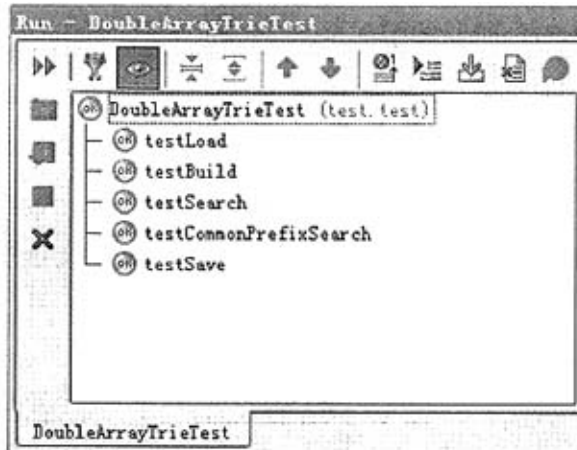 Run - DoubleArrayTrieTest
DoubleArrayTrieTest (test.test)
testLoad
testBuild
testSearch
testCommonPrefixSearch
testSave
DoubleArrayTrieTest